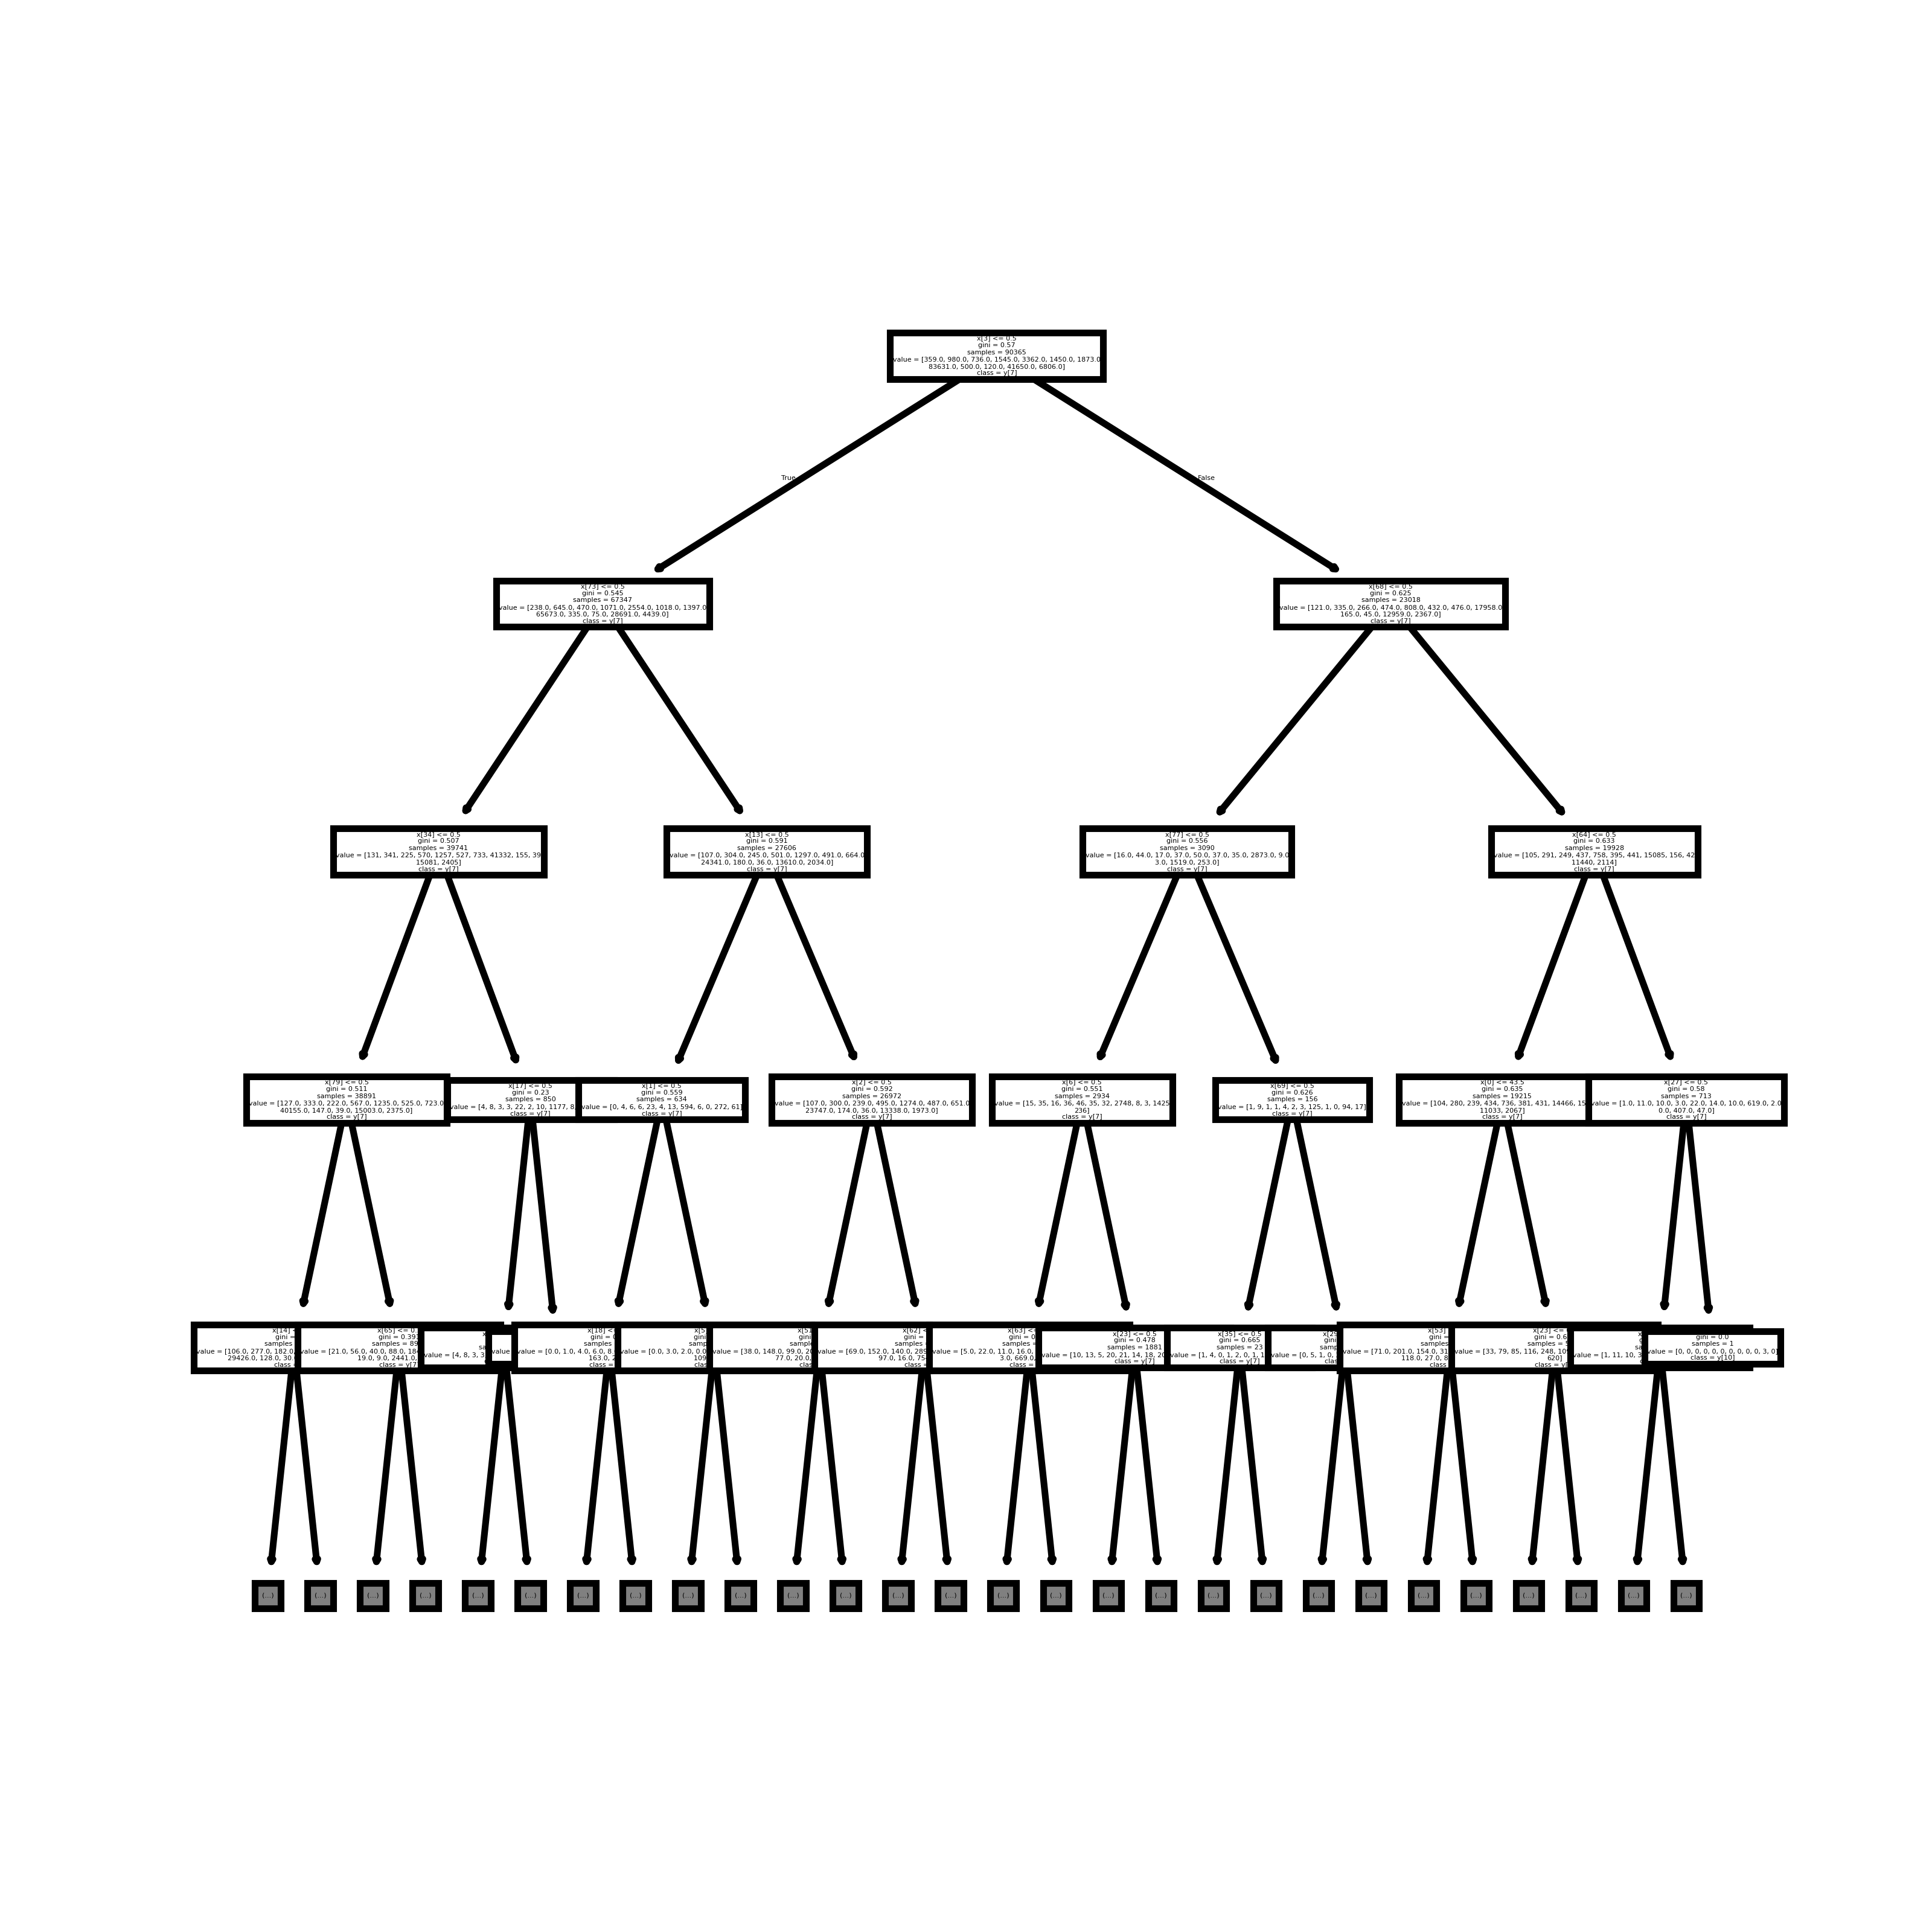 x[3] <= 0.5
gini = 0.57
samples = 90365
value = [359.0, 980.0, 736.0, 1545.0, 3362.0, 1450.0, 1873.0
83631.0, 500.0, 120.0, 41650.0, 6806.0]
class = y[7]
True
False
x[73] <= 0.5
gini = 0.545
samples = 67347
value = [238.0, 645.0, 470.0, 1071.0, 2554.0, 1018.0, 1397.0
65673.0, 335.0, 75.0, 28691.0, 4439.0]
class = y[7]
x[68] <= 0.5
gini = 0.625
samples = 23018
value = [121.0, 335.0, 266.0, 474.0, 808.0, 432.0, 476.0, 17958.0
165.0, 45.0, 12959.0, 2367.0]
class = y[7]
x[34] <= 0.5
gini = 0.507
samples = 39741
value = [131, 341, 225, 570, 1257, 527, 733, 41332, 155, 39
15081, 2405]
class = y[7]
x[13] <= 0.5
gini = 0.591
samples = 27606
value = [107.0, 304.0, 245.0, 501.0, 1297.0, 491.0, 664.0
24341.0, 180.0, 36.0, 13610.0, 2034.0]
class = y[7]
x[77] <= 0.5
gini = 0.556
samples = 3090
value = [16.0, 44.0, 17.0, 37.0, 50.0, 37.0, 35.0, 2873.0, 9.0
3.0, 1519.0, 253.0]
class = y[7]
x[64] <= 0.5
gini = 0.633
samples = 19928
value = [105, 291, 249, 437, 758, 395, 441, 15085, 156, 42
11440, 2114]
class = y[7]
x[79] <= 0.5
gini = 0.511
samples = 38891
value = [127.0, 333.0, 222.0, 567.0, 1235.0, 525.0, 723.0
40155.0, 147.0, 39.0, 15003.0, 2375.0]
class = y[7]
x[17] <= 0.5
gini = 0.23
samples = 850
value = [4, 8, 3, 3, 22, 2, 10, 1177, 8,
class = y[7]
x[1] <= 0.5
gini = 0.559
samples = 634
value = [0, 4, 6, 6, 23, 4, 13, 594, 6, 0, 272, 61]
class = y[7]
x[2] <= 0.5
gini = 0.592
samples = 26972
value = [107.0, 300.0, 239.0, 495.0, 1274.0, 487.0, 651.0
23747.0, 174.0, 36.0, 13338.0, 1973.0]
class = y[7]
x[6] <= 0.5
gini = 0.551
samples = 2934
value = [15, 35, 16, 36, 46, 35, 32, 2748, 8, 3, 1425
236]
class = y[7]
x[69] <= 0.5
gini = 0.626
samples = 156
value = [1, 9, 1, 1, 4, 2, 3, 125, 1, 0, 94, 17]
class = y[7]
x[0] <= 43.5
gini = 0.635
samples = 19215
value = [104, 280, 239, 434, 736, 381, 431, 14466, 15
11033, 2067]
class = y[7]
x[27] <= 0.5
gini = 0.58
samples = 713
value = [1.0, 11.0, 10.0, 3.0, 22.0, 14.0, 10.0, 619.0, 2.0
0.0, 407.0, 47.0]
class = y[7]
x[14]
gini =
samples
value = [106.0, 277.0, 182.0
29426.0, 128.0, 30.
class
x[65] <= 0.
gini = 0.393
samples = 89
value = [21.0, 56.0, 40.0, 88.0, 18
19.0, 9.0, 2441.0
class = y[7]
value = [4, 8, 3, 3
value
x[18] <
gini =
samples
value = [0.0, 1.0, 4.0, 6.0, 8.
163.0, 2
class =
x[5
gini
samp
value = [0.0, 3.0, 2.0, 0.0
109
clas
x[51
gini
sampl
value = [38.0, 148.0, 99.0, 20
77.0, 20.0,
class
x[62] <
gini =
samples
value = [69.0, 152.0, 140.0, 289
97.0, 16.0, 75
class =
x[63] <
gini = 0
samples =
value = [5.0, 22.0, 11.0, 16.0,
3.0, 669.0
class =
x[23] <= 0.5
gini = 0.478
samples = 1881
value = [10, 13, 5, 20, 21, 14, 18, 20
class = y[7]
x[35] <= 0.5
gini = 0.665
samples = 23
value = [1, 4, 0, 1, 2, 0, 1, 1
class = y[7]
x[29
gini
samp
value = [0, 5, 1, 0,
clas
x[53]
gini =
samples
value = [71.0, 201.0, 154.0, 31
118.0, 27.0, 8
class
x[23] <=
gini = 0.6
samples =
value = [33, 79, 85, 116, 248, 10
620]
class = y
value = [1, 11, 10, 3
gini = 0.0
samples = 1
value = [0, 0, 0, 0, 0, 0, 0, 0, 0, 0, 3, 0]
class = y[10]
(...) (...) (...) (...) (...) (...) (...) (...) (...) (...) (...) (...) (...) (...) (...) (...) (...) (...) (...) (...) (...) (...) (...) (...) (...) (...) (...) (...)